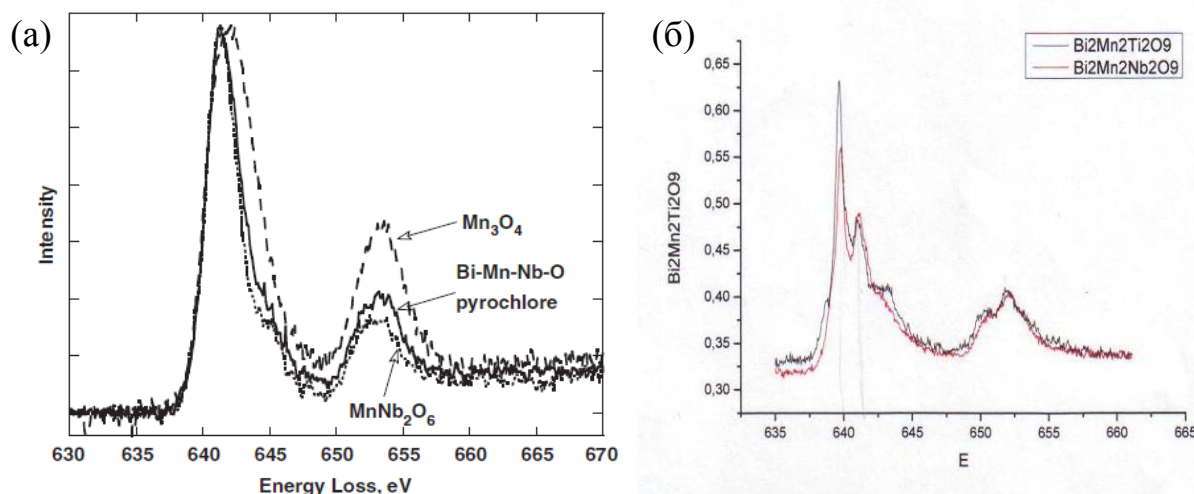 (а)
Intensity
Mn3O4
Bi-Mn-Nb-O
pyrochlore
MnNb2O6
630 635 640 645 650 655 660 665 670
Energy Loss, eV
(б)
Bi2Mn2Ti2O9
Bi2Mn2Nb2O9
Bi2Mn2Ti2O9
0,65
0,60
0,55
0,50
0,45
0,40
0,35
0,30
635 640 645 650 655 660 665
E